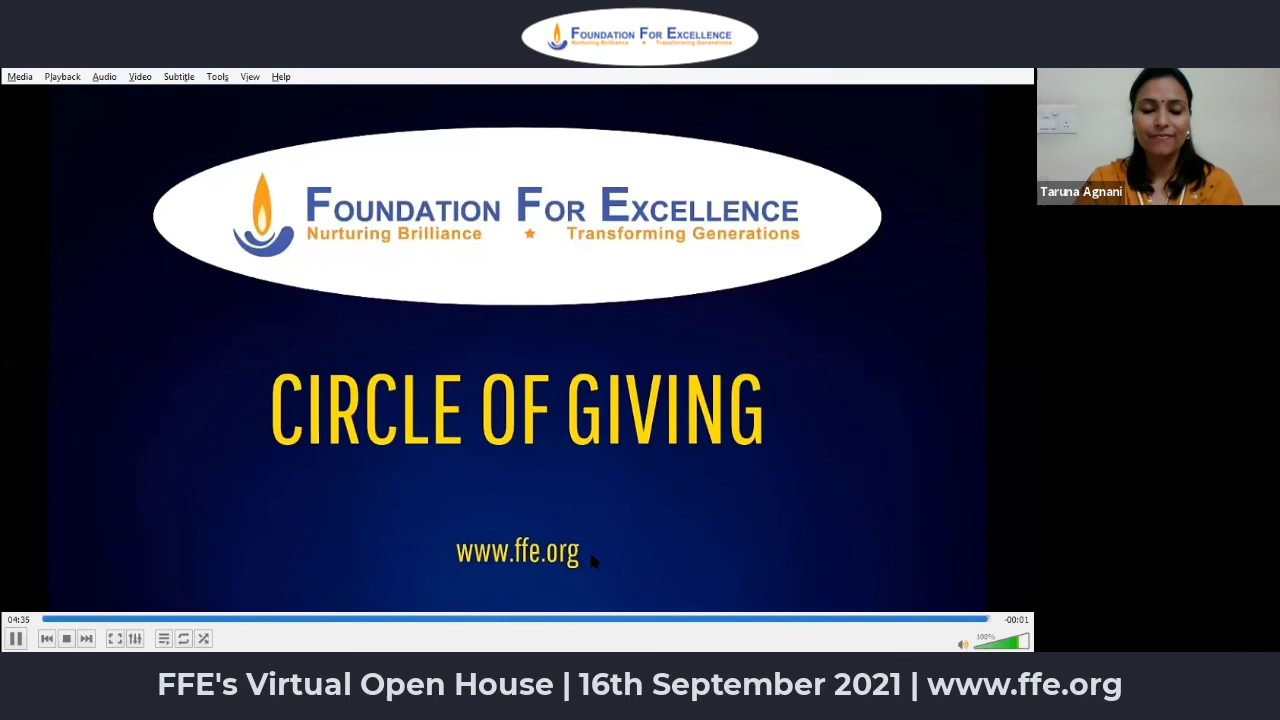 FOUNDATION FOR EXCELLENCE
Nurturing Brilliance ★ Transforming Generations
Media Playback Audio Video Subtitle Tools View Help
FOUNDATION FOR EXCELLENCE
Nurturing Brilliance ★ Transforming Generations
Taruna Agnani
CIRCLE OF GIVING
www.ffe.org
04:35
-00:01
100%
FFE's Virtual Open House | 16th September 2021 | www.ffe.org